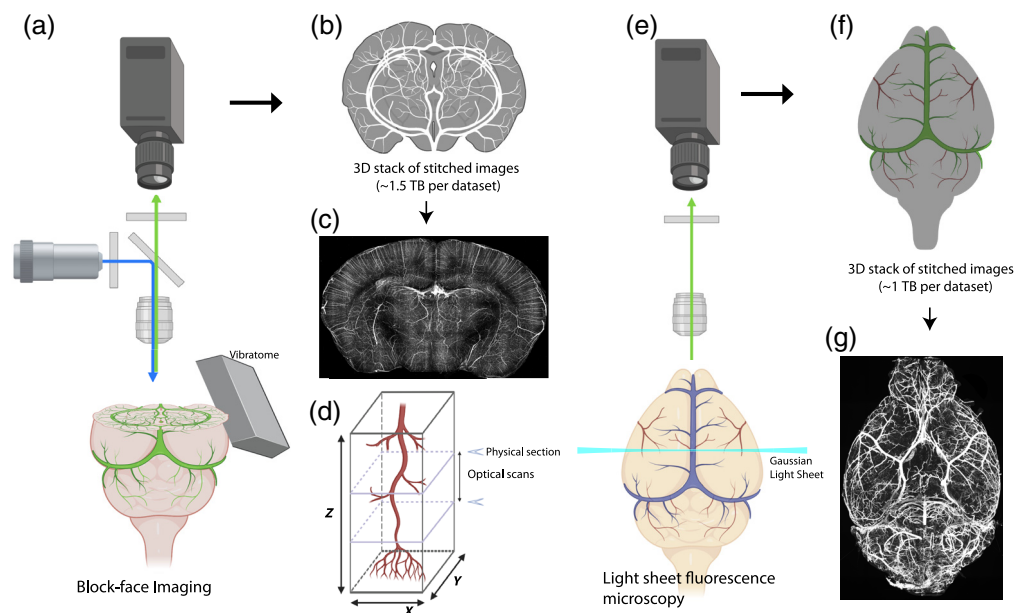 (a)
Vibratome
Block-face Imaging
(b)
3D stack of stitched images
(~1.5 TB per dataset)
(c)
(d)
Physical section
Optical scans
Z
Y
X
(e)
Gaussian
Light Sheet
Light sheet fluorescence
microscopy
(f)
3D stack of stitched images
(~1 TB per dataset)
(g)